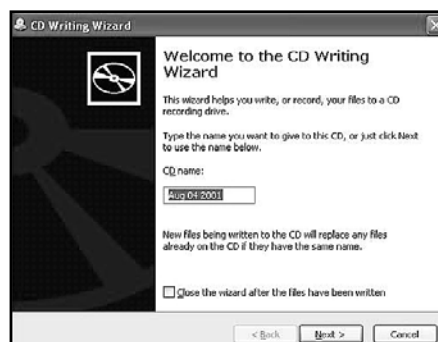 CD Writing Wizard
Welcome to the CD Writing
Wizard
This wizard helps you write, or record, your files to a CD
recording drive.
Type the name you want to give to this CD, or just click Next
to use the name below.
CD name:
Aug 04 2001
New files being written to the CD will replace any files
already on the CD if they have the same name.
Close the wizard after the files have been written
< Back Next > Cancel